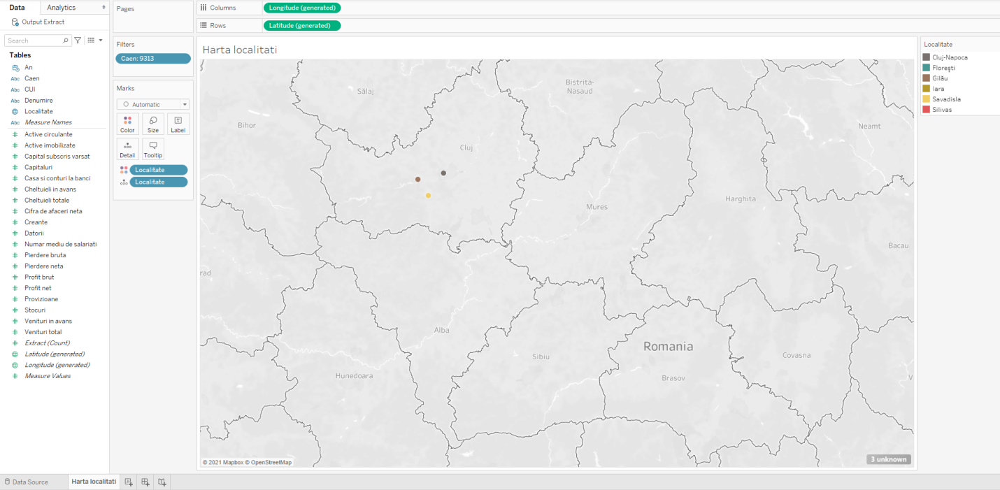 Data
Analytics
Output Extract
Search
Tables
An
Abc Caen
Abc CUI
Abc Denumire
Localitate
Abc Measure Names
# Active circulante
# Active imobilizate
# Capital subscris varsat
# Capitaluri
# Casa si conturi la banci
# Cheltuieli in avans
# Cheltuieli totale
# Cifra de afaceri neta
# Creante
# Datorii
# Numar mediu de salariati
# Pierdere bruta
# Pierdere neta
# Profit brut
# Profit net
# Provizioane
# Stocuri
# Venituri in avans
# Venituri total
# Extract (Count)
Latitude (generated)
Longitude (generated)
# Measure Values
Pages
Filters
Caen: 9313
Marks
Automatic
Color
Size
Label
Detail
Tooltip
Localitate
Localitate
Columns
Longitude (generated)
Rows
Latitude (generated)
Harta localitati
Sălaj
Bistrita-
Nasaud
Bihor
Neamt
Cluj
Harghita
Mures
Bacau
rad
Alba
Romania
Sibiu
Covasna
Hunedoara
Brasov
V
© 2021 Mapbox © OpenStreetMap
3 unknown
Localitate
Cluj-Napoca
Florești
Gilău
Iara
Savadisla
Silivas
Data Source
Harta localitati